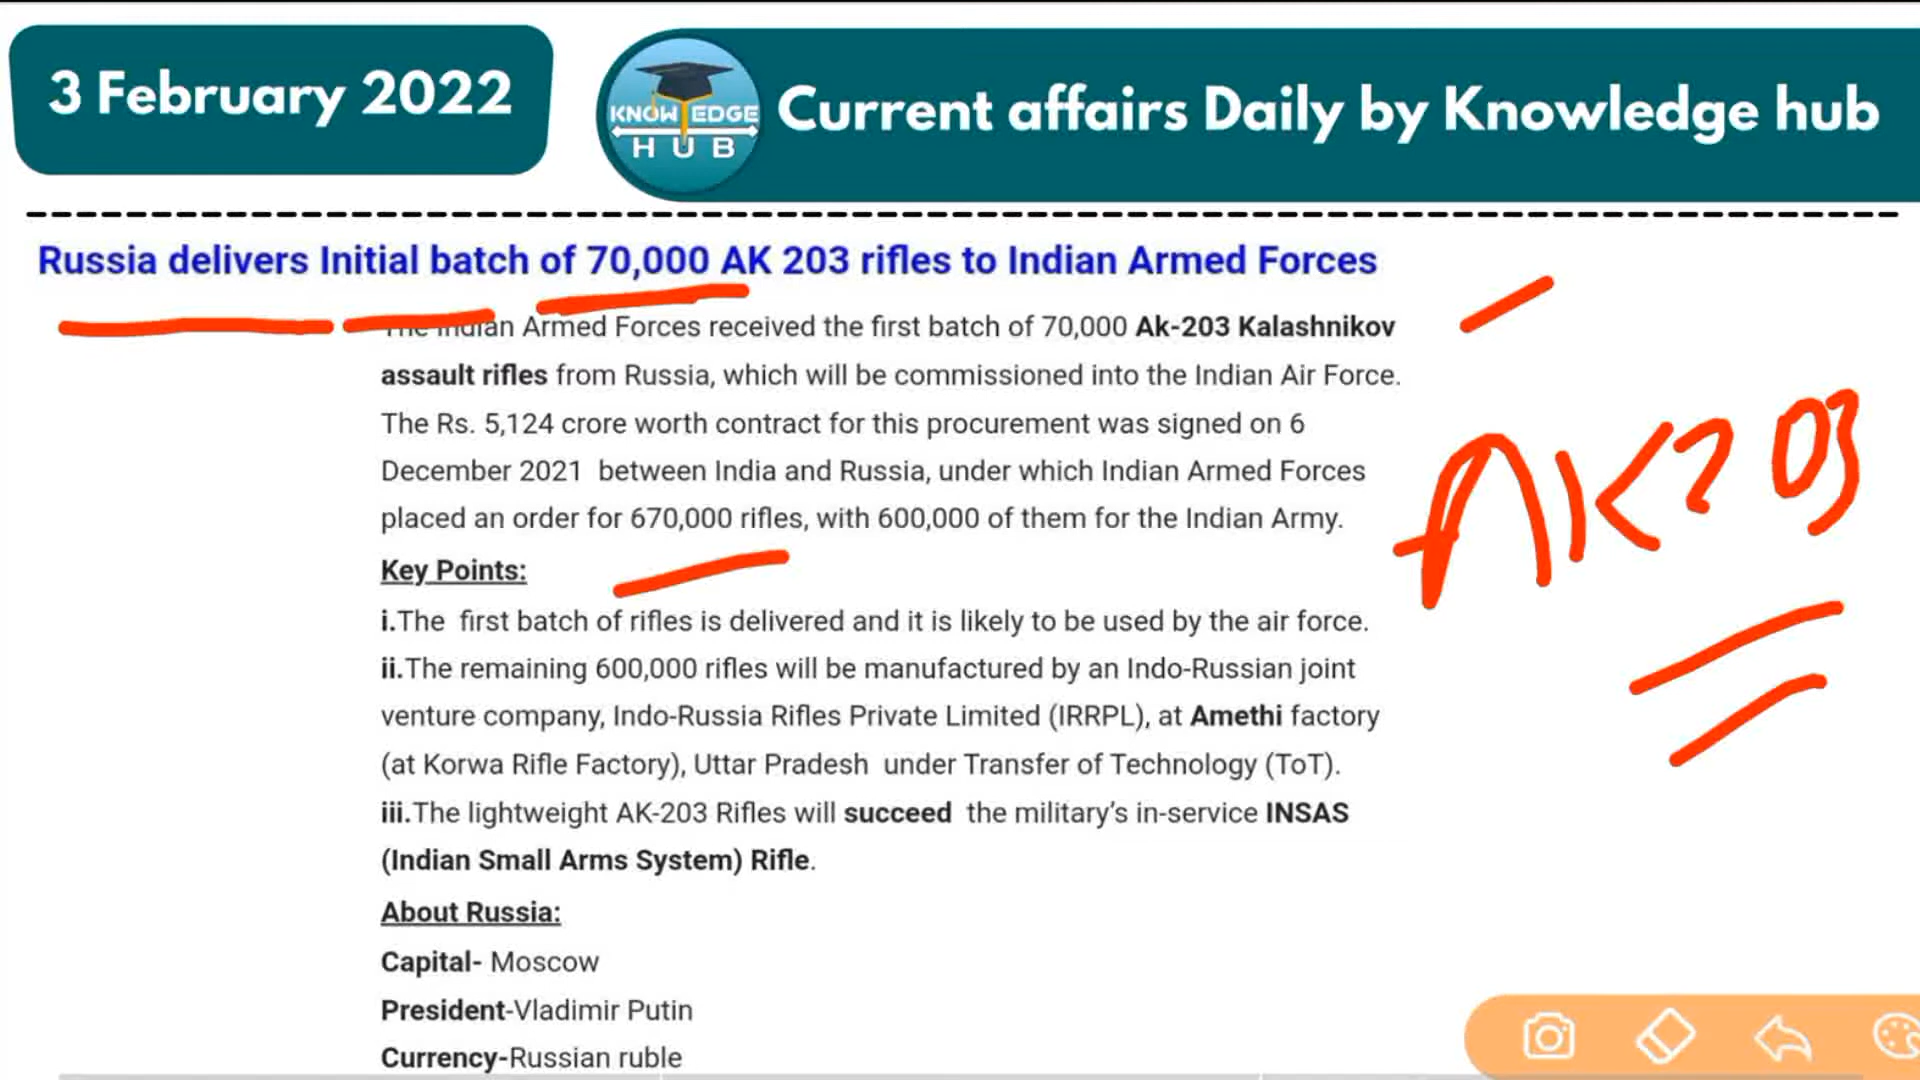 3 February 2022
KNOWLEDGE
HUB
Current affairs Daily by Knowledge hub
Russia delivers Initial batch of 70,000 AK 203 rifles to Indian Armed Forces
The Indian Armed Forces received the first batch of 70,000 Ak-203 Kalashnikov
assault rifles from Russia, which will be commissioned into the Indian Air Force.
The Rs. 5,124 crore worth contract for this procurement was signed on 6
December 2021 between India and Russia, under which Indian Armed Forces
placed an order for 670,000 rifles, with 600,000 of them for the Indian Army.
AK203
Key Points:
i.The first batch of rifles is delivered and it is likely to be used by the air force.
ii.The remaining 600,000 rifles will be manufactured by an Indo-Russian joint
venture company, Indo-Russia Rifles Private Limited (IRRPL), at Amethi factory
(at Korwa Rifle Factory), Uttar Pradesh under Transfer of Technology (ToT).
iii.The lightweight AK-203 Rifles will succeed the military’s in-service INSAS
(Indian Small Arms System) Rifle.
About Russia:
Capital- Moscow
President-Vladimir Putin
Currency-Russian ruble